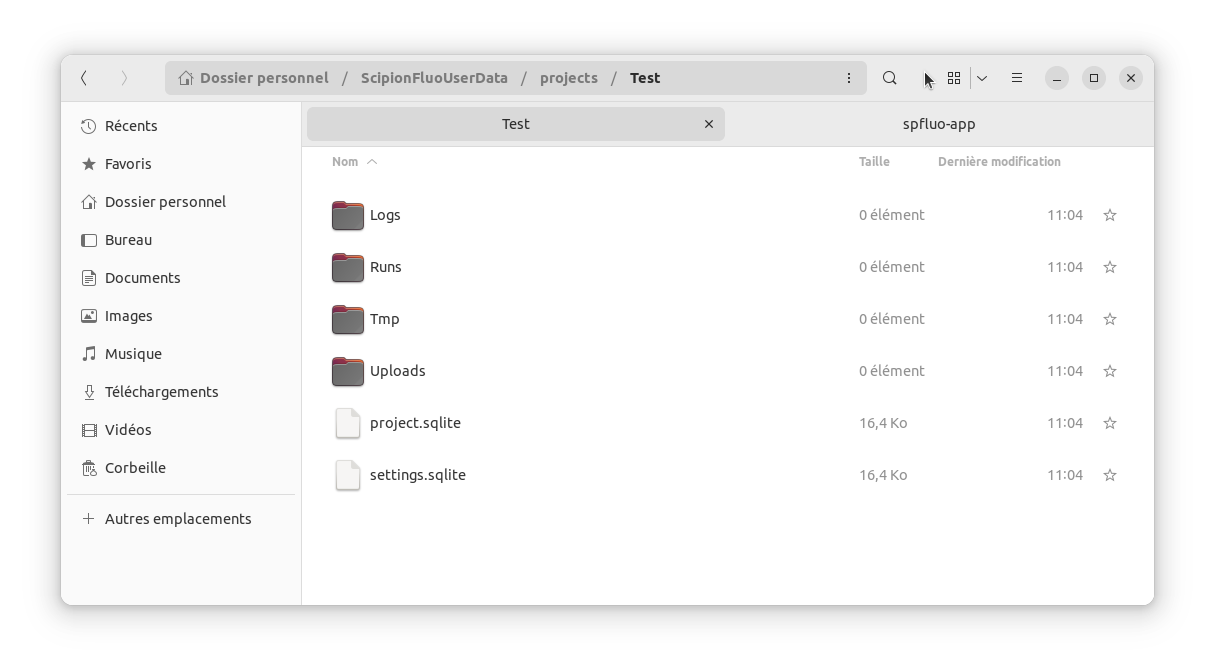 Dossier personnel / ScipionFluoUserData / projects / Test
Récents
Favoris
Dossier personnel
Bureau
Documents
Images
Musique
Téléchargements
Vidéos
Corbeille
Autres emplacements
Test spfluo-app
Nom Taille Dernière modification
Logs 0 élément 11:04
Runs 0 élément 11:04
Tmp 0 élément 11:04
Uploads 0 élément 11:04
project.sqlite 16,4 Ko 11:04
settings.sqlite 16,4 Ko 11:04